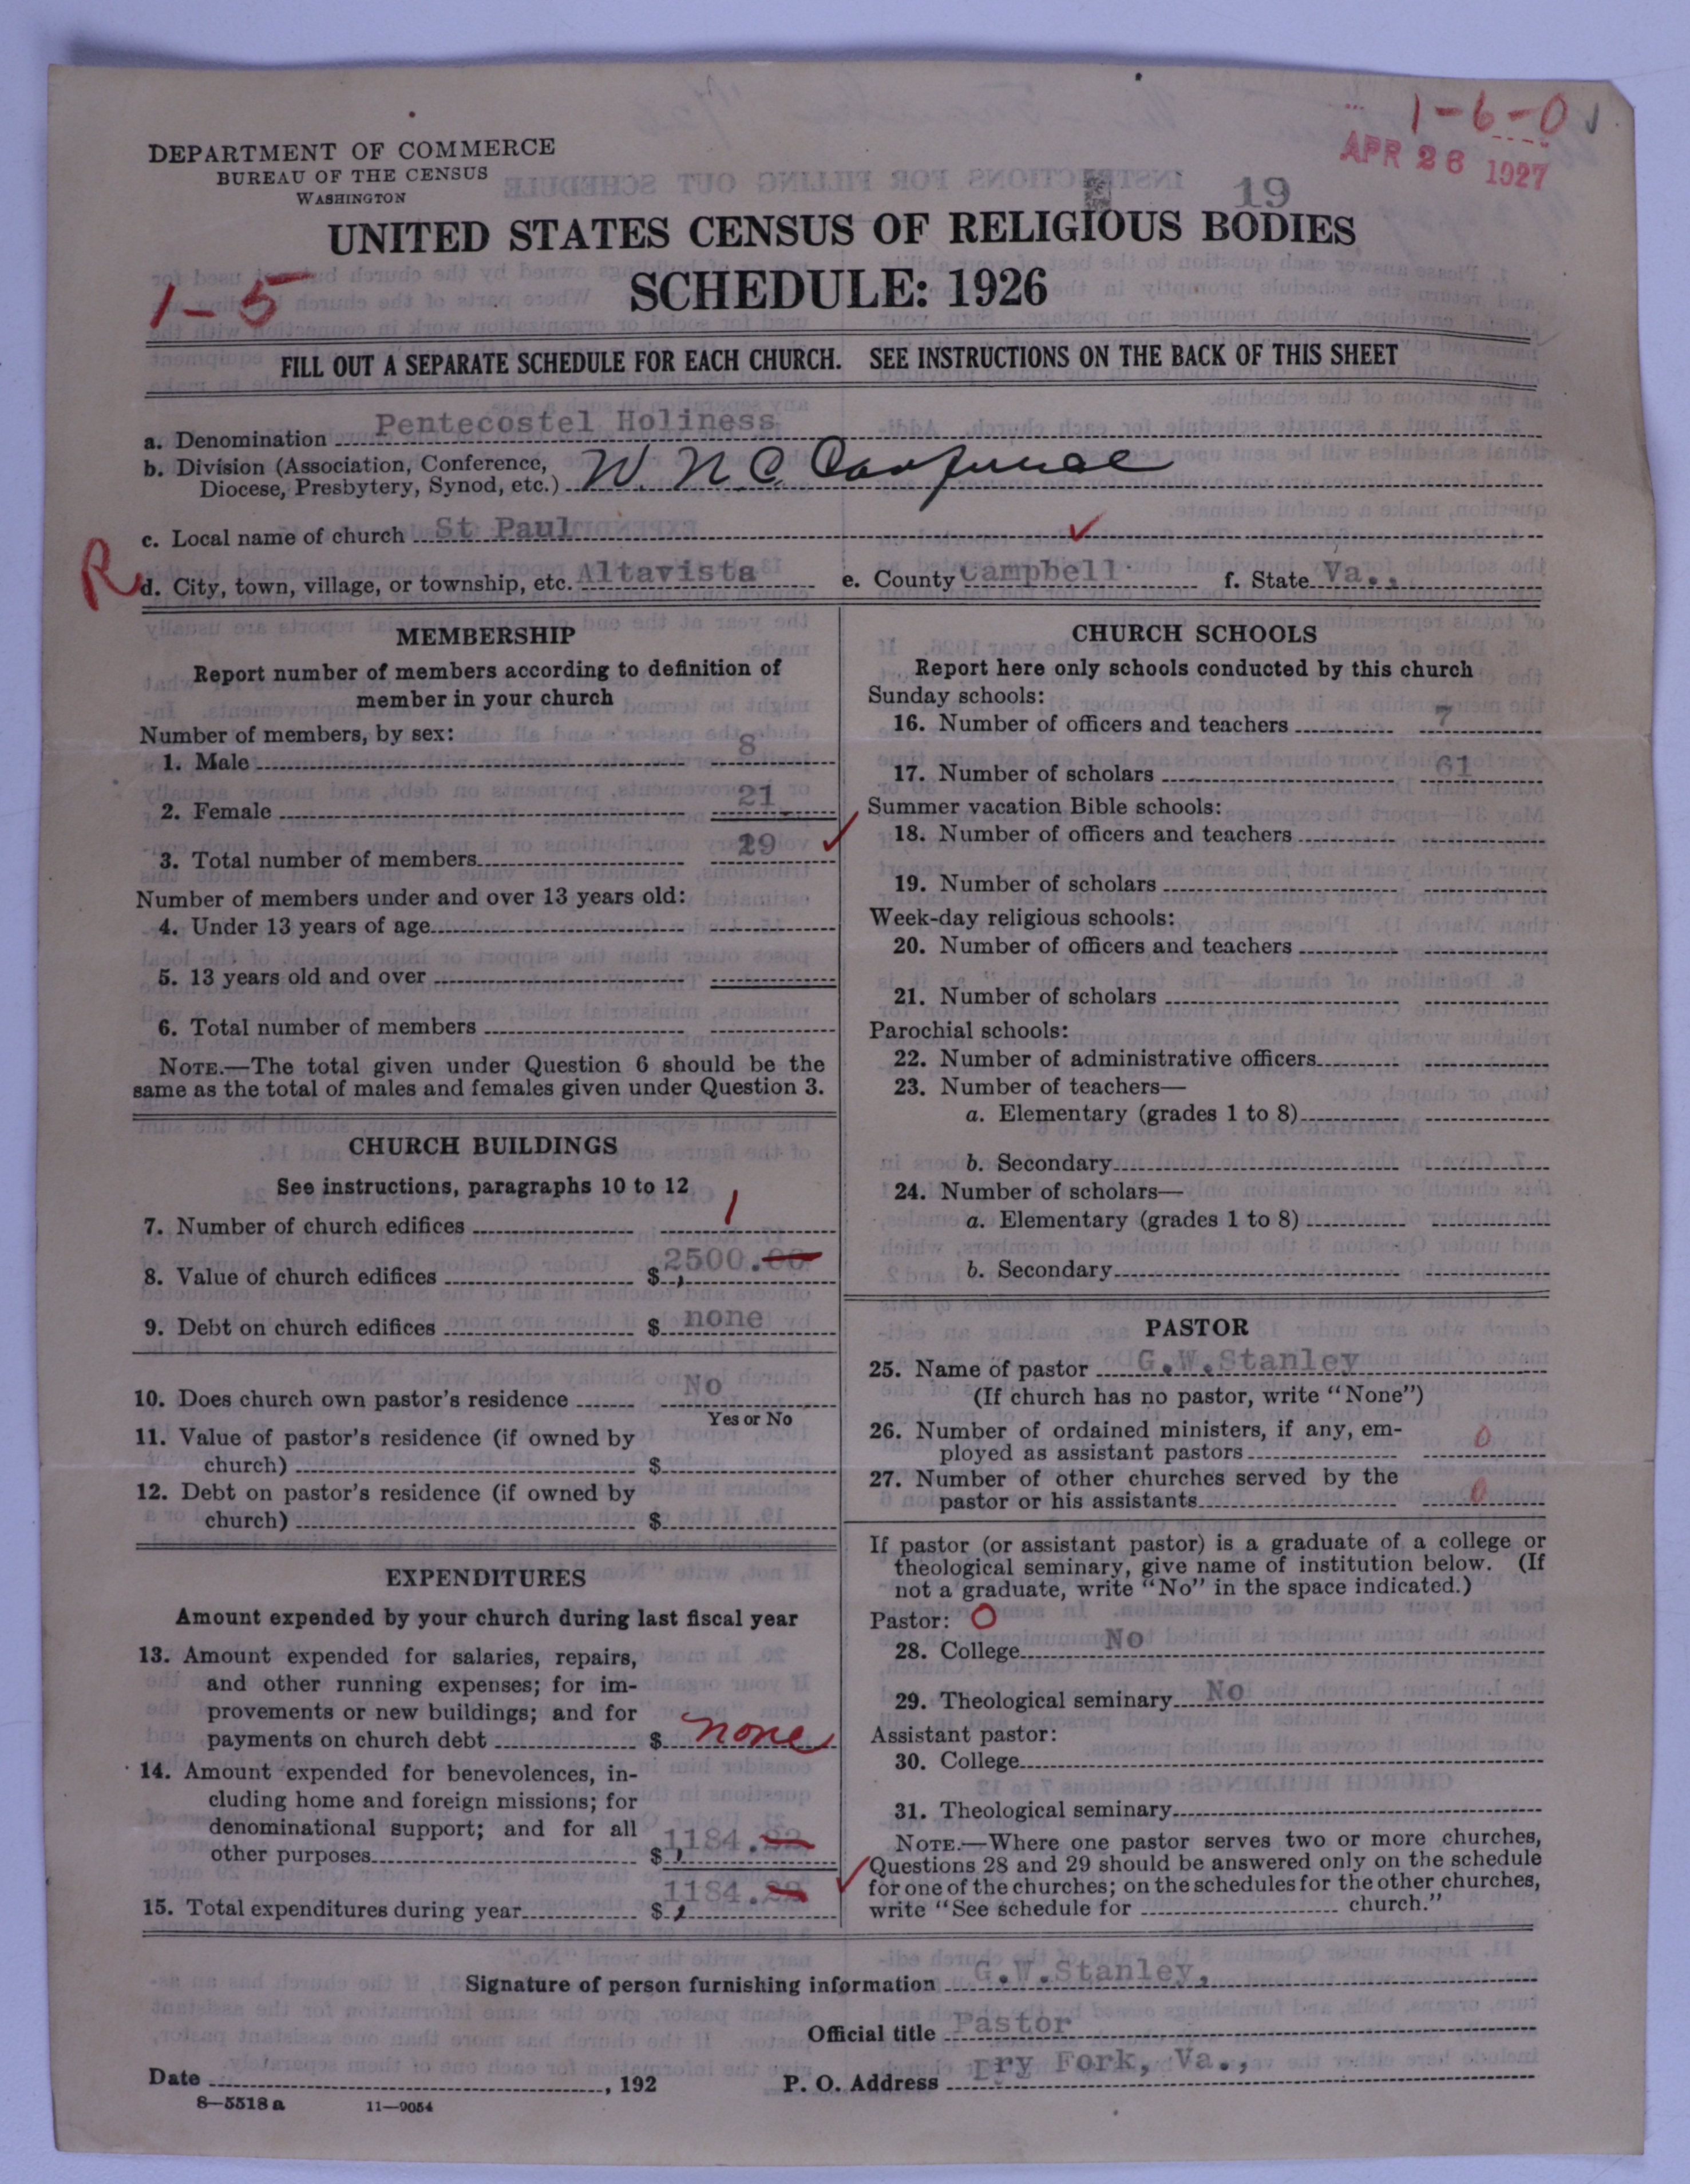 1-6-0
APR 26 1927
DEPARTMENT OF COMMERCE
BUREAU OF THE CENSUS
WASHINGTON
19
UNITED STATES CENSUS OF RELIGIOUS BODIES
SCHEDULE: 1926
1-5
FILL OUT A SEPARATE SCHEDULE FOR EACH CHURCH. SEE INSTRUCTIONS ON THE BACK OF THIS SHEET
a. Denomination Pentecostel Holiness
b. Division (Association, Conference,
Diocese, Presbytery, Synod, etc.) W. N. C. Confrence
c. Local name of church St Paul
R
d. City, town, village, or township, etc. Altavista e. County Campbell f. State Va.,
MEMBERSHIP
Report number of members according to definition of
member in your church
Number of members, by sex:
1. Male 8
2. Female 21
3. Total number of members 29
Number of members under and over 13 years old:
4. Under 13 years of age
5. 13 years old and over
6. Total number of members
NOTE.—The total given under Question 6 should be the
same as the total of males and females given under Question 3.
CHURCH BUILDINGS
See instructions, paragraphs 10 to 12
7. Number of church edifices 1
8. Value of church edifices $ 2500.00
9. Debt on church edifices $ none
10. Does church own pastor's residence No
Yes or No
11. Value of pastor's residence (if owned by
church) $
12. Debt on pastor's residence (if owned by
church) $
EXPENDITURES
Amount expended by your church during last fiscal year
13. Amount expended for salaries, repairs,
and other running expenses; for im-
provements or new buildings; and for
payments on church debt $ none
14. Amount expended for benevolences, in-
cluding home and foreign missions; for
denominational support; and for all
other purposes $ 1184.
15. Total expenditures during year $ 1184.
CHURCH SCHOOLS
Report here only schools conducted by this church
Sunday schools:
16. Number of officers and teachers 7
17. Number of scholars 61
Summer vacation Bible schools:
18. Number of officers and teachers
19. Number of scholars
Week-day religious schools:
20. Number of officers and teachers
21. Number of scholars
Parochial schools:
22. Number of administrative officers
23. Number of teachers—
a. Elementary (grades 1 to 8)
b. Secondary
24. Number of scholars—
a. Elementary (grades 1 to 8)
b. Secondary
PASTOR
25. Name of pastor G.W.Stanley
(If church has no pastor, write "None")
26. Number of ordained ministers, if any, em-
ployed as assistant pastors 0
27. Number of other churches served by the
pastor or his assistants 0
If pastor (or assistant pastor) is a graduate of a college or
theological seminary, give name of institution below. (If
not a graduate, write "No" in the space indicated.)
Pastor: O
28. College No
29. Theological seminary No
Assistant pastor:
30. College
31. Theological seminary
NOTE.—Where one pastor serves two or more churches,
Questions 28 and 29 should be answered only on the schedule
for one of the churches; on the schedules for the other churches,
write "See schedule for church."
Signature of person furnishing information G.W.Stanley,
Official title Pastor
Date , 192 P. O. Address Dry Fork, Va.,
8—5518 a 11—9054